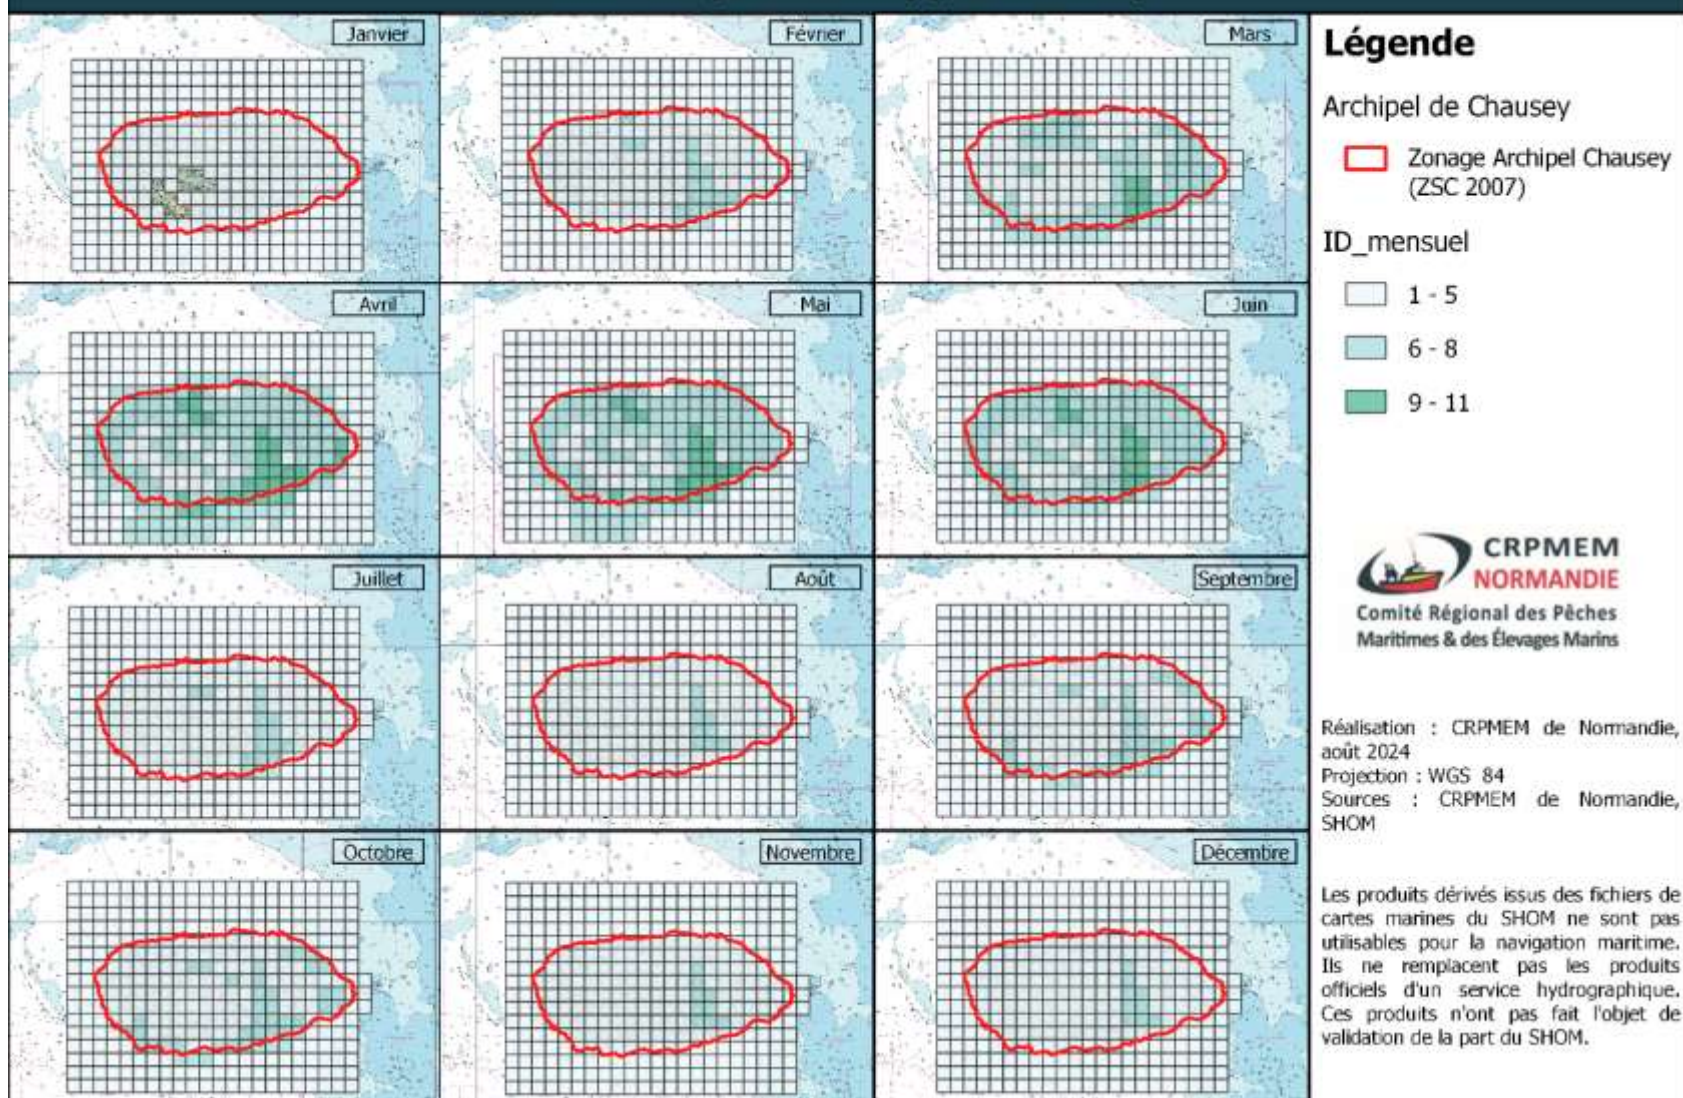 Janvier
Février
Mars
Avril
Mai
Juin
Juillet
Août
Septembre
Octobre
Novembre
Décembre
Légende
Archipel de Chausey
Zonage Archipel Chausey
(ZSC 2007)
ID_mensuel
1 - 5
6 - 8
9 - 11
CRPMEM
NORMANDIE
Comité Régional des Pêches
Maritimes & des Élevages Marins
Réalisation : CRPMEM de Normandie,
août 2024
Projection : WGS 84
Sources : CRPMEM de Normandie,
SHOM
Les produits dérivés issus des fichiers de
cartes marines du SHOM ne sont pas
utilisables pour la navigation maritime.
Ils ne remplacent pas les produits
officiels d'un service hydrographique.
Ces produits n'ont pas fait l'objet de
validation de la part du SHOM.